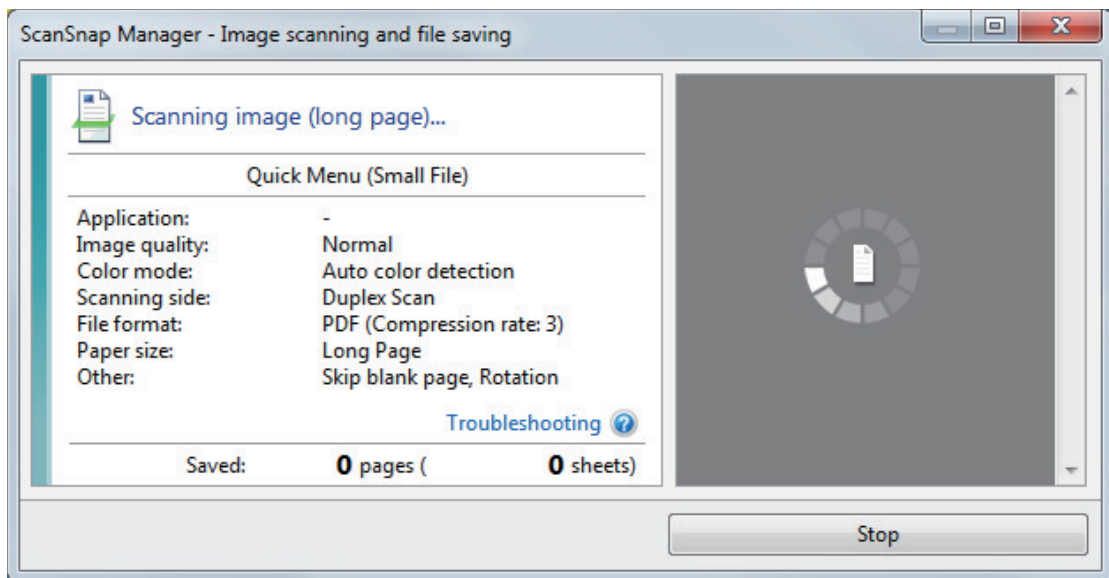 ScanSnap Manager - Image scanning and file saving
Scanning image (long page)...
Quick Menu (Small File)
Application: -
Image quality: Normal
Color mode: Auto color detection
Scanning side: Duplex Scan
File format: PDF (Compression rate: 3)
Paper size: Long Page
Other: Skip blank page, Rotation
Troubleshooting ?
Saved: 0 pages ( 0 sheets)
Stop